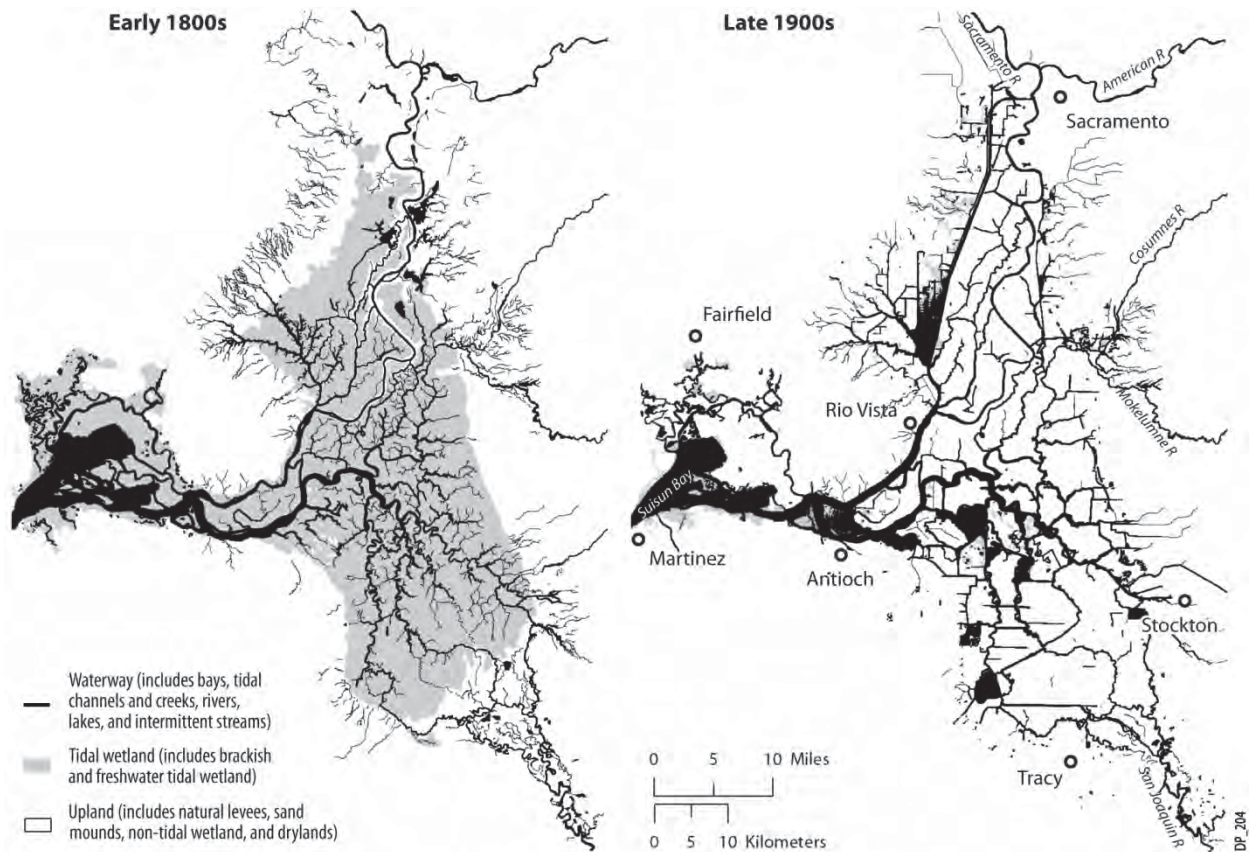 Early 1800s
Late 1900s
Sacramento R
American R
Sacramento
Cosumnes R
Fairfield
Rio Vista
Mokelumne R
Suisun Bay
Martinez
Antioch
Stockton
Waterway (includes bays, tidal
channels and creeks, rivers,
lakes, and intermittent streams)
Tidal wetland (includes brackish
and freshwater tidal wetland)
Upland (includes natural levees, sand
mounds, non-tidal wetland, and drylands)
0 5 10 Miles
0 5 10 Kilometers
Tracy
San Joaquin R
DP_204